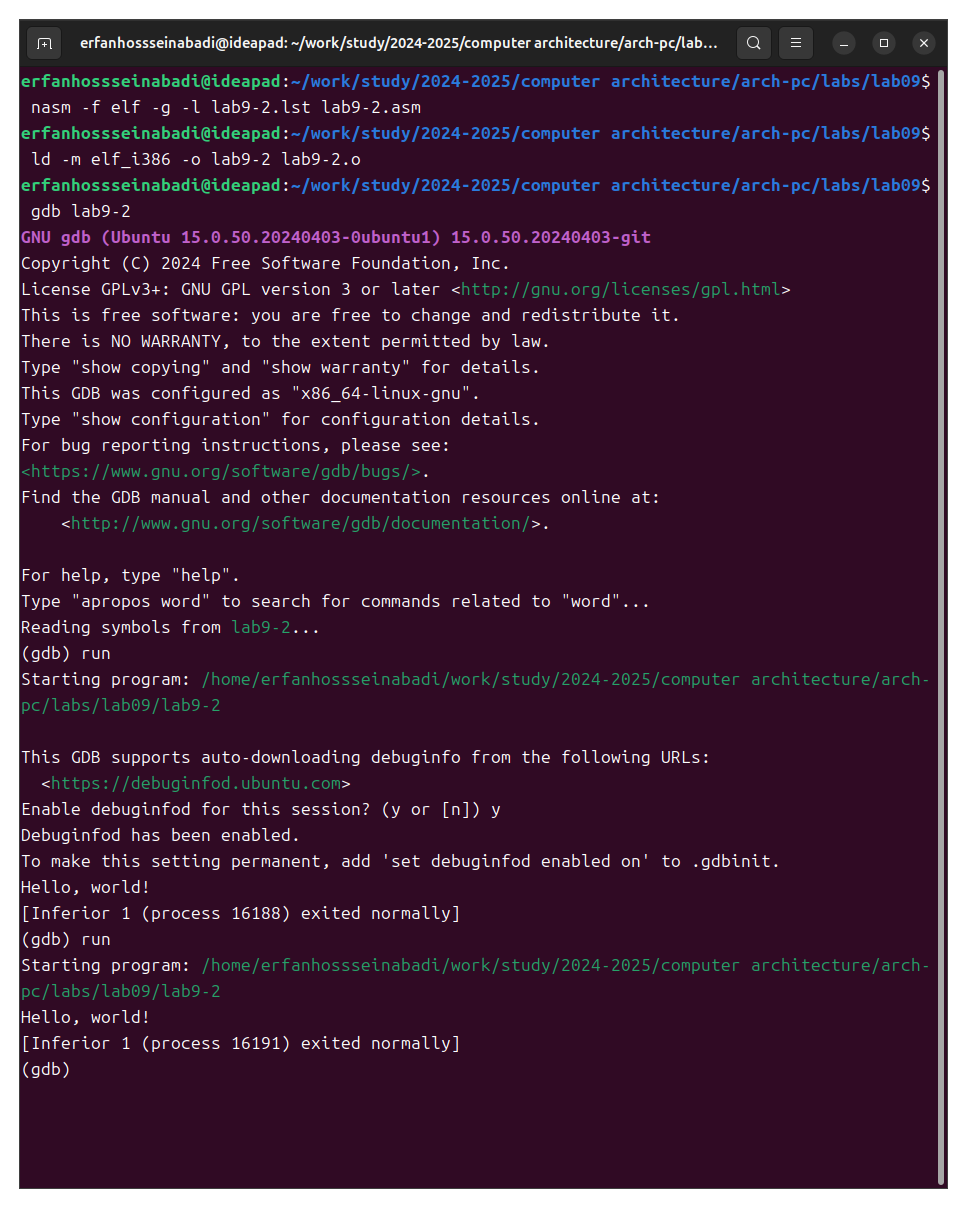 erfanhossseinabadi@ideapad: ~/work/study/2024-2025/computer architecture/arch-pc/lab...
erfanhossseinabadi@ideapad:~/work/study/2024-2025/computer architecture/arch-pc/labs/lab09$
nasm -f elf -g -l lab9-2.lst lab9-2.asm
erfanhossseinabadi@ideapad:~/work/study/2024-2025/computer architecture/arch-pc/labs/lab09$
ld -m elf_i386 -o lab9-2 lab9-2.o
erfanhossseinabadi@ideapad:~/work/study/2024-2025/computer architecture/arch-pc/labs/lab09$
gdb lab9-2
GNU gdb (Ubuntu 15.0.50.20240403-0ubuntu1) 15.0.50.20240403-git
Copyright (C) 2024 Free Software Foundation, Inc.
License GPLv3+: GNU GPL version 3 or later <http://gnu.org/licenses/gpl.html>
This is free software: you are free to change and redistribute it.
There is NO WARRANTY, to the extent permitted by law.
Type "show copying" and "show warranty" for details.
This GDB was configured as "x86_64-linux-gnu".
Type "show configuration" for configuration details.
For bug reporting instructions, please see:
<https://www.gnu.org/software/gdb/bugs/>.
Find the GDB manual and other documentation resources online at:
<http://www.gnu.org/software/gdb/documentation/>.
For help, type "help".
Type "apropos word" to search for commands related to "word"...
Reading symbols from lab9-2...
(gdb) run
Starting program: /home/erfanhossseinabadi/work/study/2024-2025/computer architecture/arch-
pc/labs/lab09/lab9-2
This GDB supports auto-downloading debuginfo from the following URLs:
<https://debuginfod.ubuntu.com>
Enable debuginfod for this session? (y or [n]) y
Debuginfod has been enabled.
To make this setting permanent, add 'set debuginfod enabled on' to .gdbinit.
Hello, world!
[Inferior 1 (process 16188) exited normally]
(gdb) run
Starting program: /home/erfanhossseinabadi/work/study/2024-2025/computer architecture/arch-
pc/labs/lab09/lab9-2
Hello, world!
[Inferior 1 (process 16191) exited normally]
(gdb)